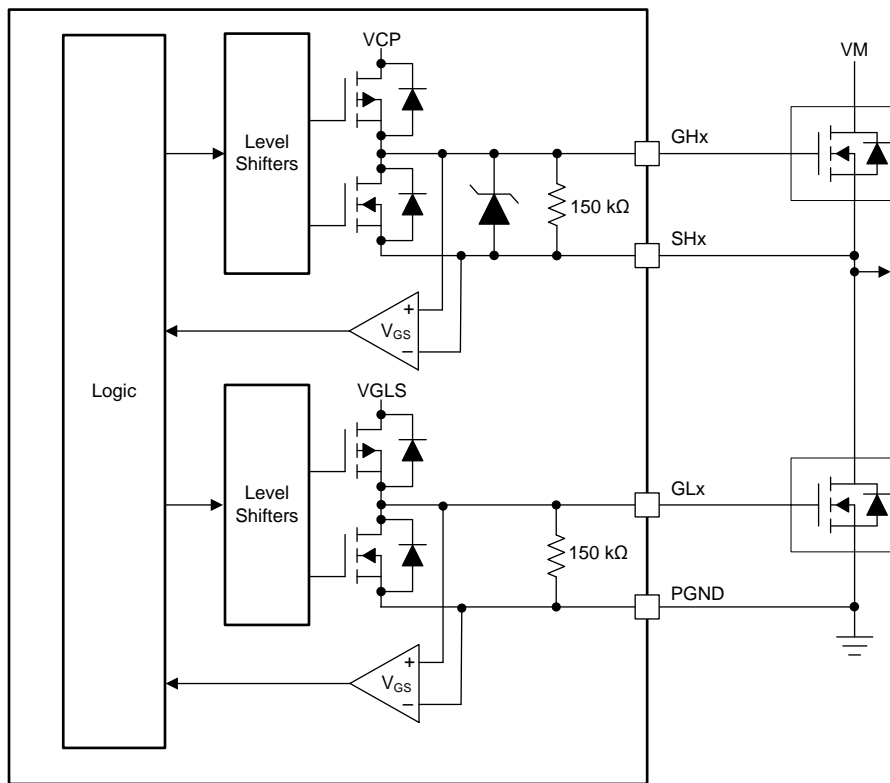 VCP
VM
Level
Shifters
GHx
150 kΩ
SHx
+
VGS
−
Logic
VGLS
Level
Shifters
GLx
150 kΩ
PGND
+
VGS
−